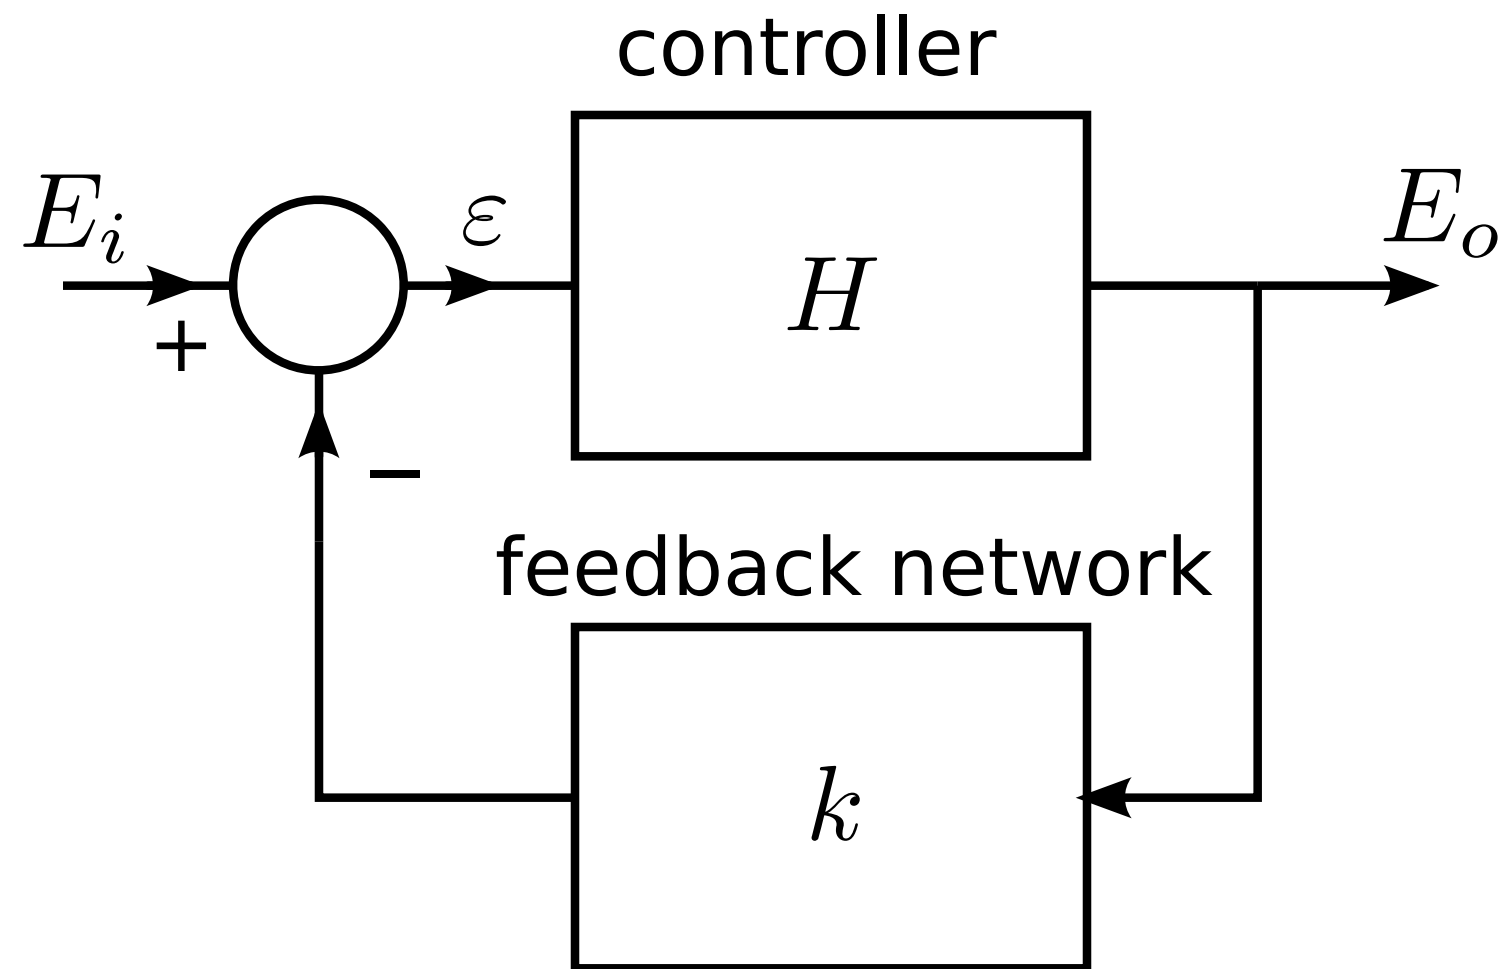 controller
E_i
ε
E_o
H
+
−
feedback network
k